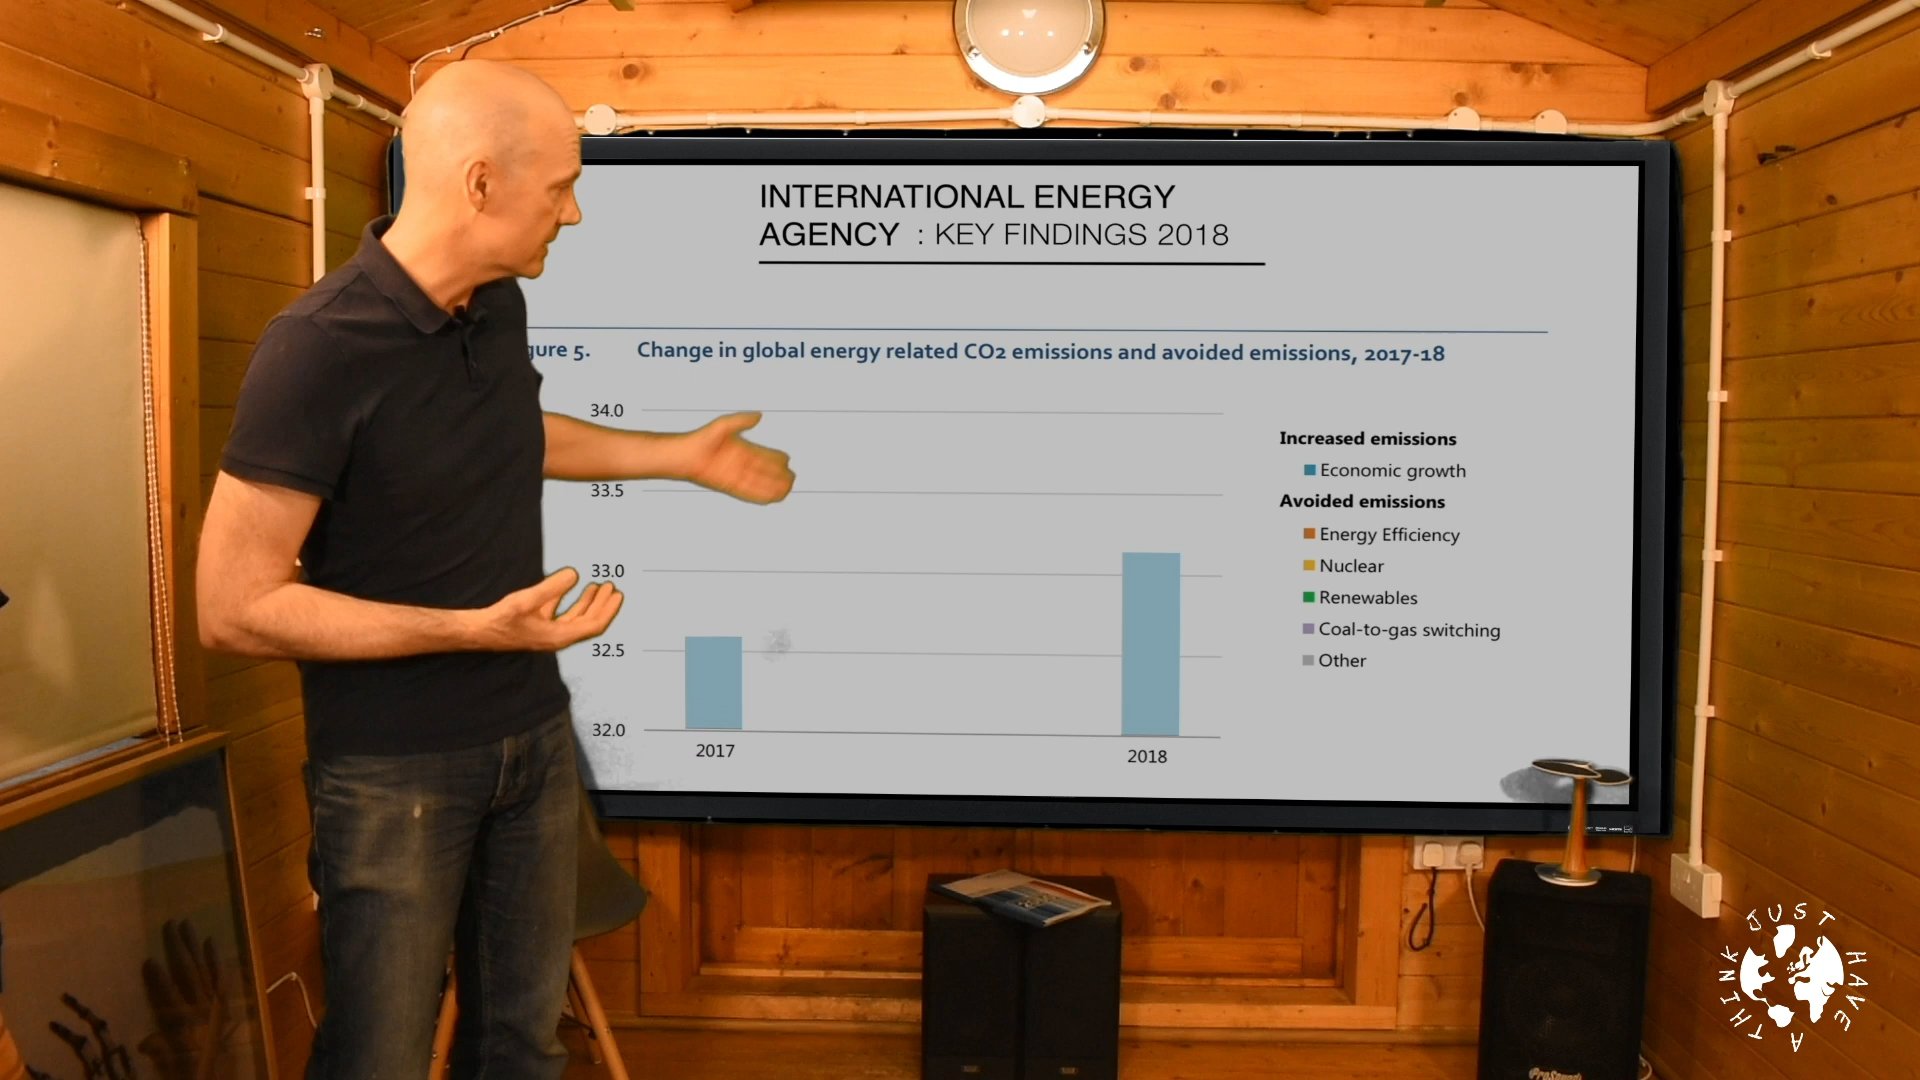 INTERNATIONAL ENERGY
AGENCY : KEY FINDINGS 2018
gure 5. Change in global energy related CO2 emissions and avoided emissions, 2017-18
34.0
33.5
33.0
32.5
32.0
2017
2018
Increased emissions
Economic growth
Avoided emissions
Energy Efficiency
Nuclear
Renewables
Coal-to-gas switching
Other
JUST HAVE A THINK
ProSound